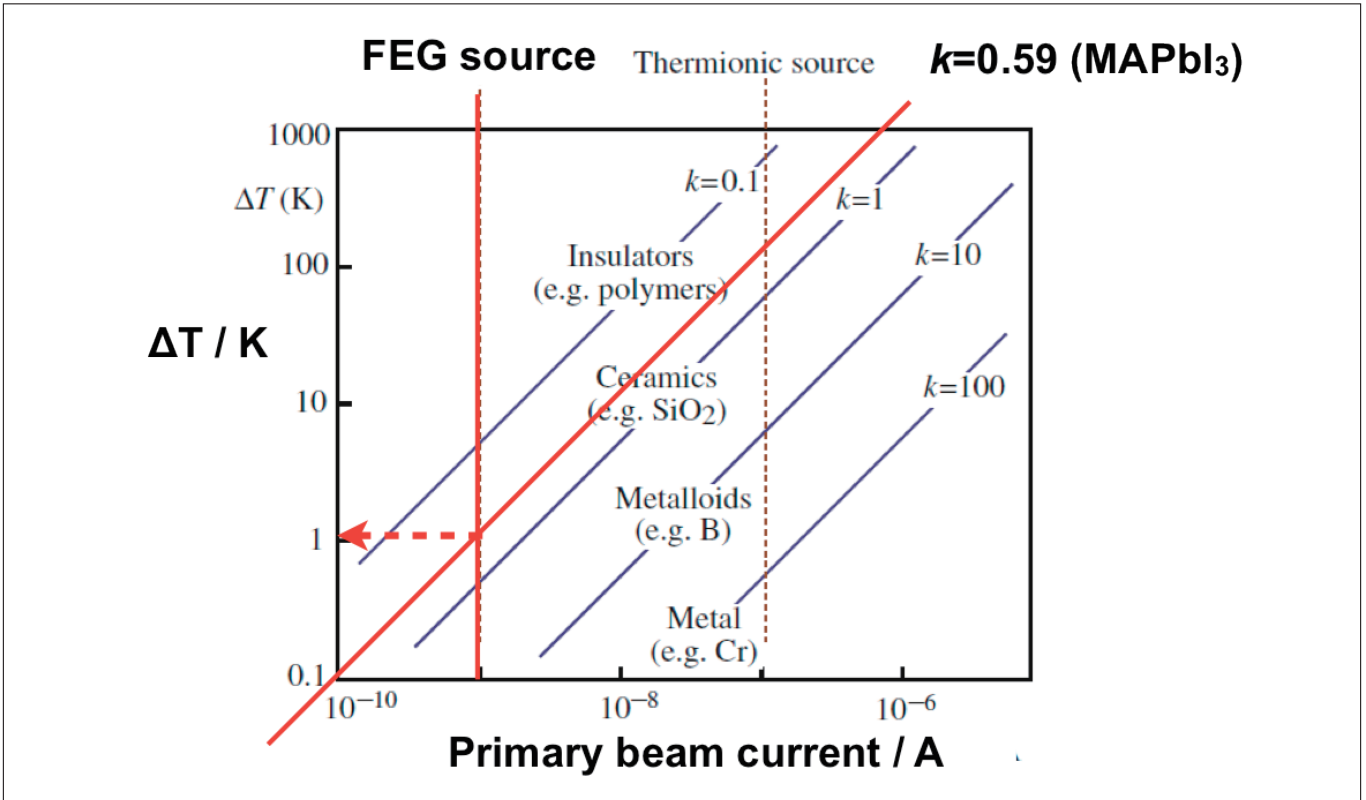 FEG source
Thermionic source
k=0.59 (MAPbI₃)
1000
ΔT (K)
100
ΔT / K
10
1
0.1
k=0.1
k=1
k=10
k=100
Insulators
(e.g. polymers)
Ceramics
(e.g. SiO₂)
Metalloids
(e.g. B)
Metal
(e.g. Cr)
10⁻¹⁰
10⁻⁸
10⁻⁶
Primary beam current / A